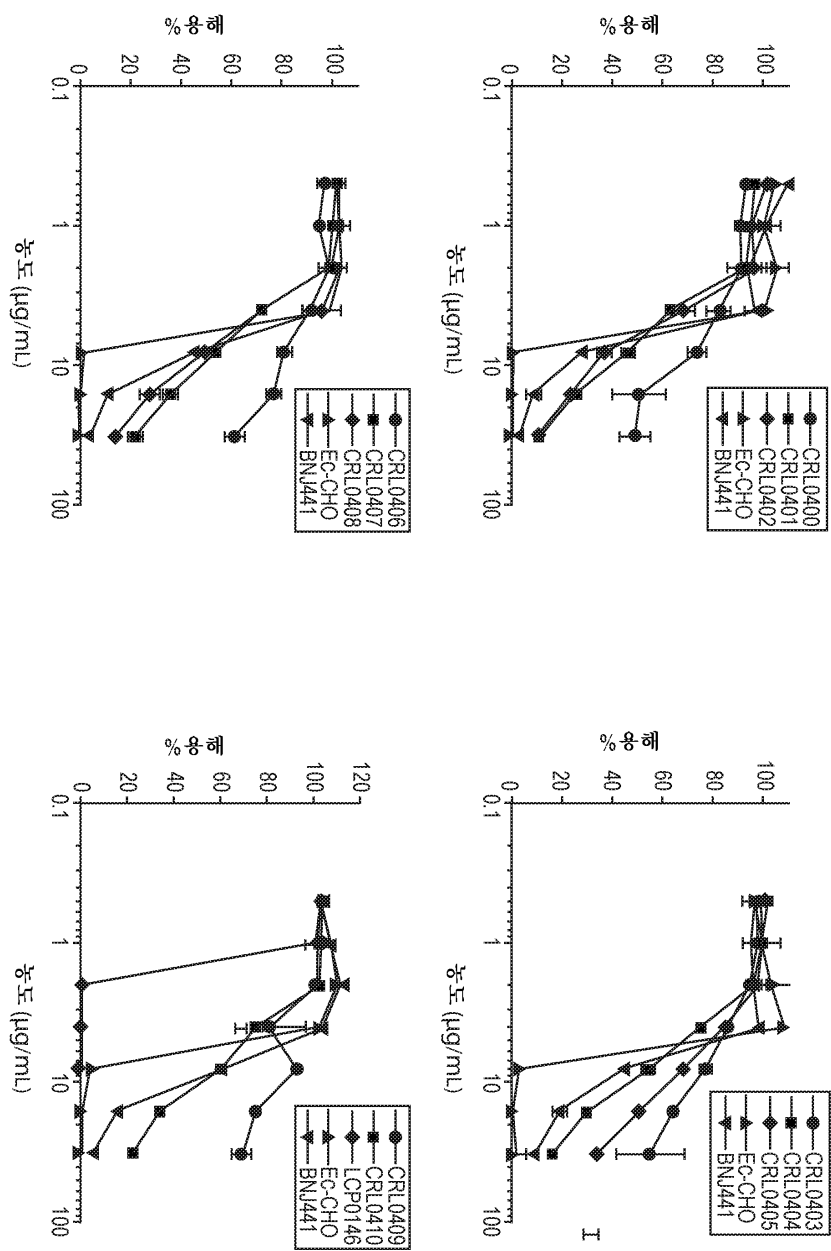 %용해
100
80
60
40
20
0
0.1
1
10
100
농도 (µg/mL)
CRL0400
CRL0401
CRL0402
EC-CHO
BNJ441
%용해
100
80
60
40
20
0
0.1
1
10
100
농도 (µg/mL)
CRL0403
CRL0404
CRL0405
Ec-CHO
BNJ441
%용해
100
80
60
40
20
0
0.1
1
10
100
농도 (µg/mL)
CRL0406
CRL0407
CRL0408
Ec-CHO
BNJ441
%용해
120
100
80
60
40
20
0
0.1
1
10
100
농도 (µg/mL)
CRL0409
CRL0410
LCP0146
Ec-CHO
BNJ441